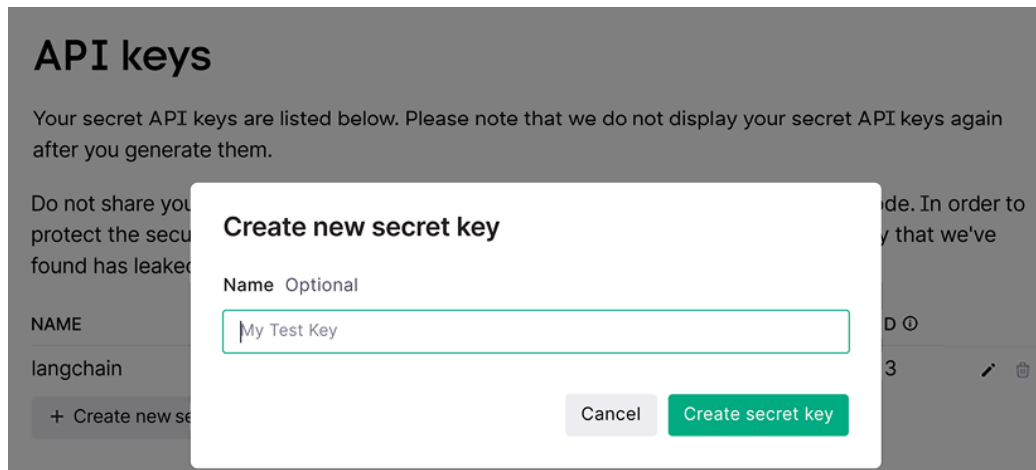 API keys
Your secret API keys are listed below. Please note that we do not display your secret API keys again
after you generate them.
Do not share you
ode. In order to
protect the secu
y that we've
found has leaked
Create new secret key
Name Optional
My Test Key
NAME
D
langchain
3
+ Create new se
Cancel
Create secret key